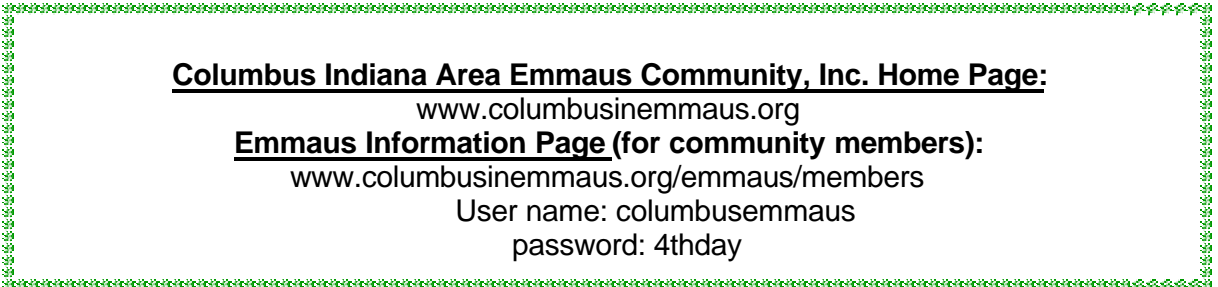 Columbus Indiana Area Emmaus Community, Inc. Home Page:
www.columbusinemmaus.org
Emmaus Information Page (for community members):
www.columbusinemmaus.org/emmaus/members
User name: columbusemmaus
password: 4thday